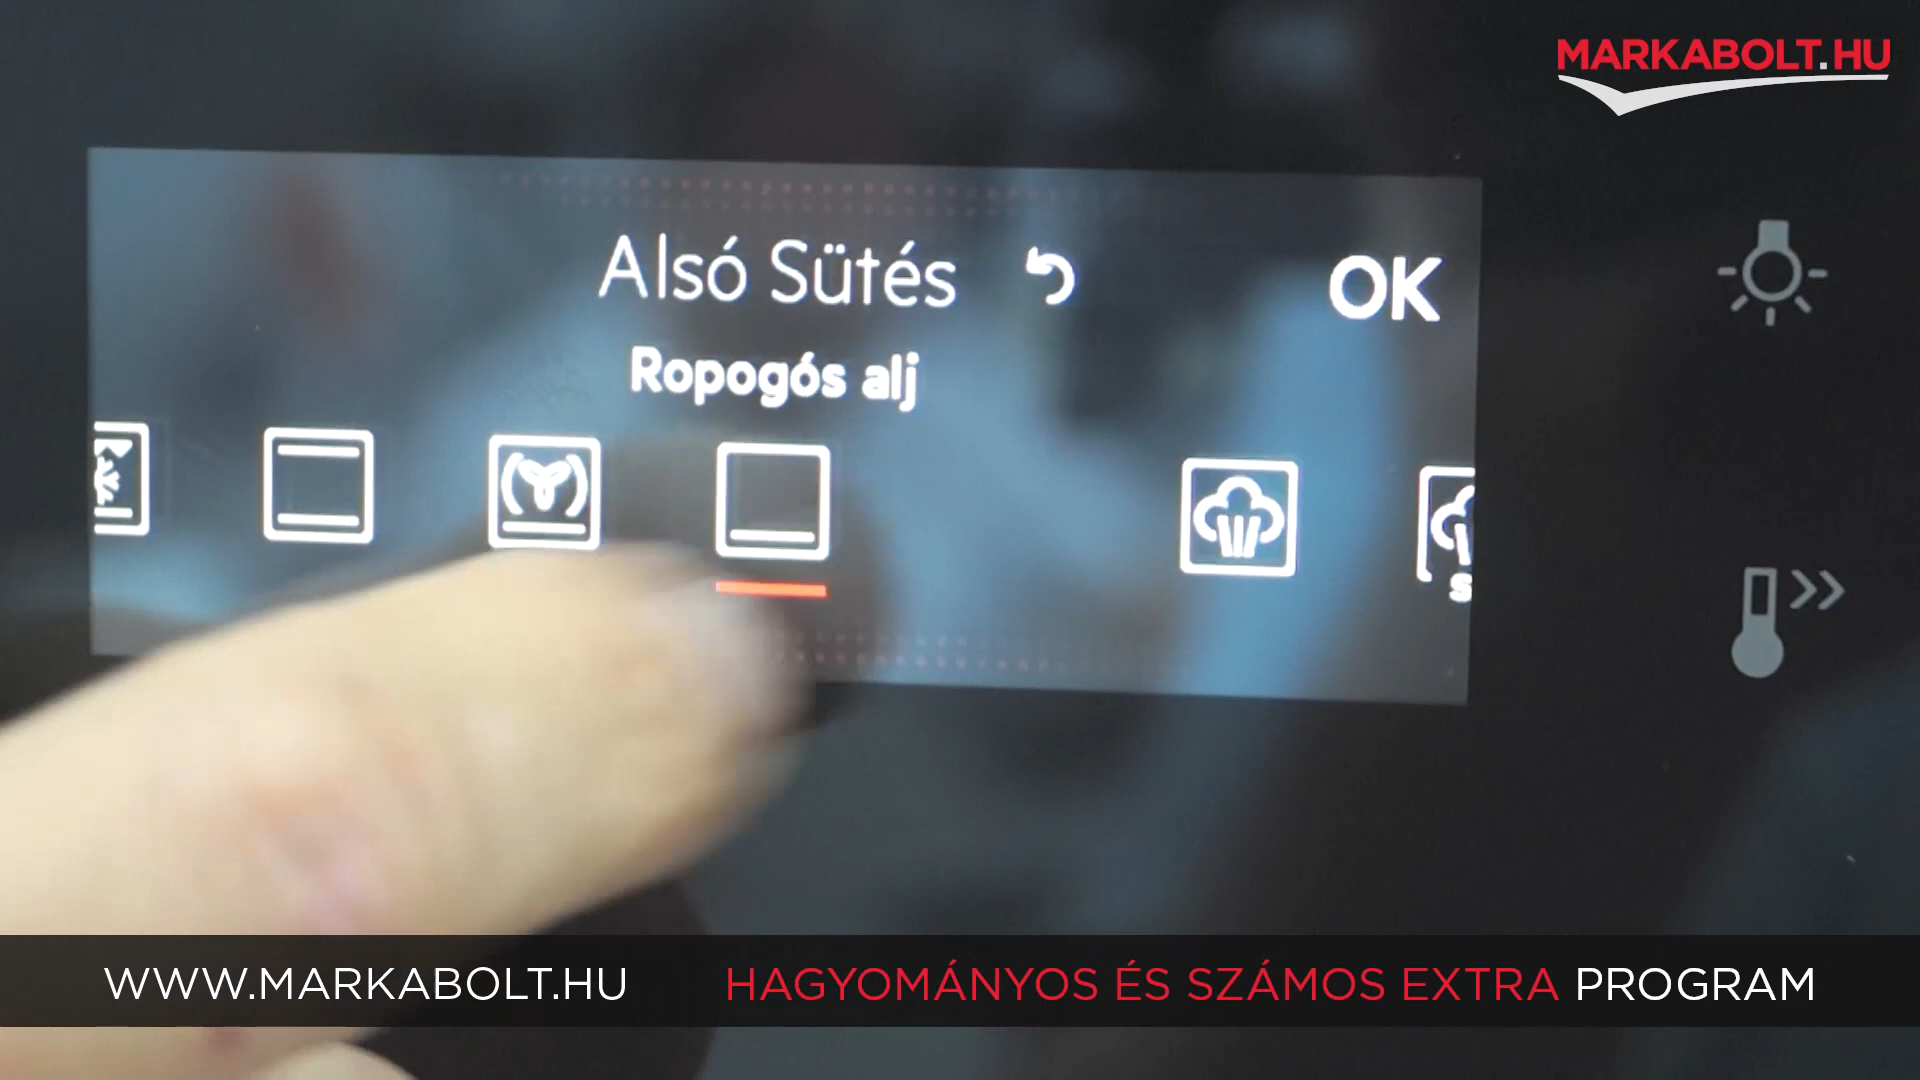 MARKABOLT.HU
Alsó Sütés
OK
Ropogós alj
WWW.MARKABOLT.HU
HAGYOMÁNYOS ÉS SZÁMOS EXTRA PROGRAM